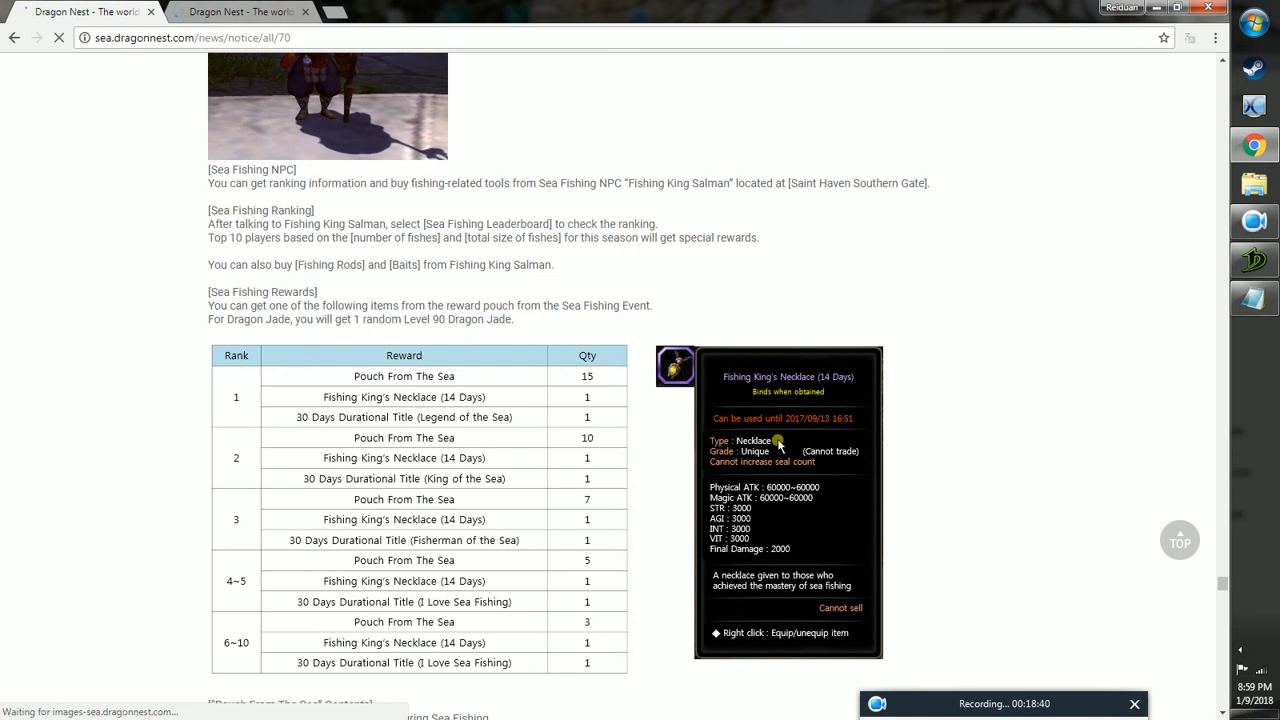 Dragon Nest - The world
Dragon Nest - The world
Reiduan
sea.dragonnest.com/news/notice/all/70
[Sea Fishing NPC]
You can get ranking information and buy fishing-related tools from Sea Fishing NPC “Fishing King Salman” located at [Saint Haven Southern Gate].
[Sea Fishing Ranking]
After talking to Fishing King Salman, select [Sea Fishing Leaderboard] to check the ranking.
Top 10 players based on the [number of fishes] and [total size of fishes] for this season will get special rewards.
You can also buy [Fishing Rods] and [Baits] from Fishing King Salman.
[Sea Fishing Rewards]
You can get one of the following items from the reward pouch from the Sea Fishing Event.
For Dragon Jade, you will get 1 random Level 90 Dragon Jade.
Rank Reward Qty
Pouch From The Sea 15
1 Fishing King's Necklace (14 Days) 1
30 Days Durational Title (Legend of the Sea) 1
Pouch From The Sea 10
2 Fishing King's Necklace (14 Days) 1
30 Days Durational Title (King of the Sea) 1
Pouch From The Sea 7
3 Fishing King's Necklace (14 Days) 1
30 Days Durational Title (Fisherman of the Sea) 1
Pouch From The Sea 5
4~5 Fishing King's Necklace (14 Days) 1
30 Days Durational Title (I Love Sea Fishing) 1
Pouch From The Sea 3
6~10 Fishing King's Necklace (14 Days) 1
30 Days Durational Title (I Love Sea Fishing) 1
Fishing King's Necklace (14 Days)
Binds when obtained
Can be used until 2017/09/13 16:51
Type : Necklace
Grade : Unique (Cannot trade)
Cannot increase seal count
Physical ATK : 60000~60000
Magic ATK : 60000~60000
STR : 3000
AGI : 3000
INT : 3000
VIT : 3000
Final Damage : 2000
A necklace given to those who
achieved the mastery of sea fishing
Cannot sell
◆ Right click : Equip/unequip item
TOP
["Pouch From The Sea" Contents]
uring Sea Fishing
Waiting for images-sea.dragonnest.com...
Recording... 00:18:40
8:59 PM
1/9/2018